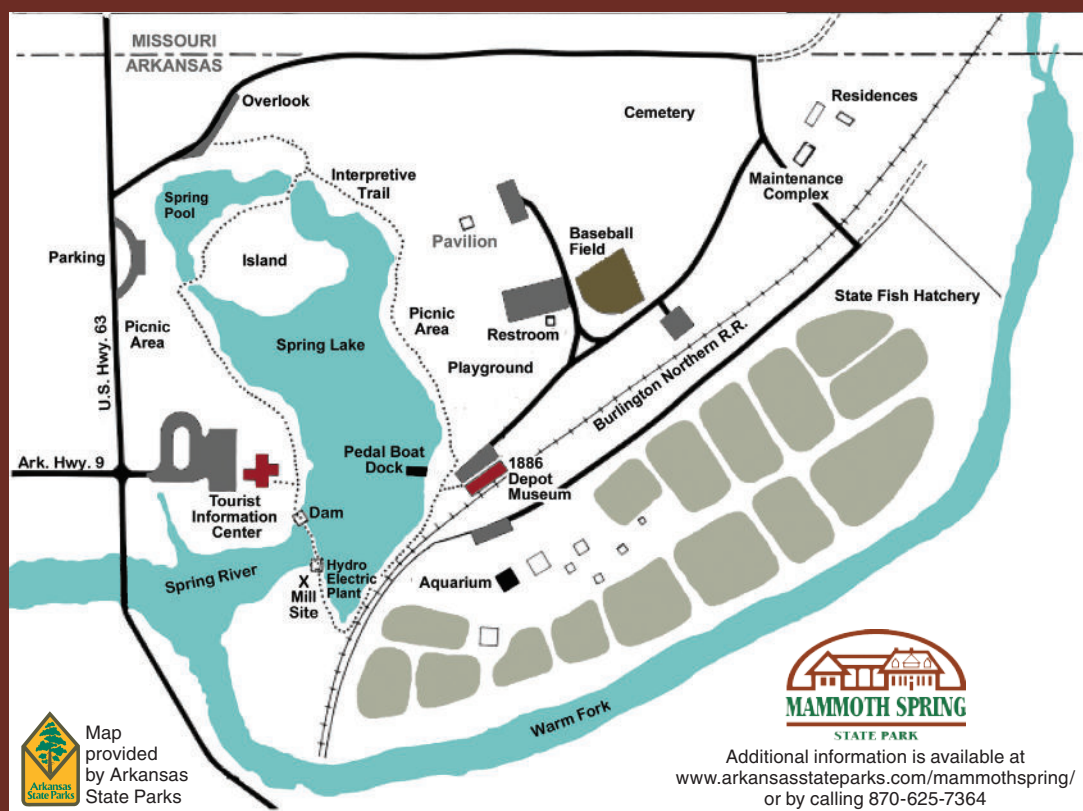 MISSOURI
ARKANSAS
Overlook
Cemetery
Residences
Maintenance
Complex
Interpretive
Trail
Spring
Pool
Pavilion
Baseball
Field
Parking
Island
State Fish Hatchery
U.S. Hwy. 63
Picnic
Area
Picnic
Area
Restroom
Spring Lake
Playground
Burlington Northern R.R.
Ark. Hwy. 9
Pedal Boat
Dock
1886
Depot
Museum
Tourist
Information
Center
Dam
Spring River
Hydro
Electric
Plant
X
Mill
Site
Aquarium
Warm Fork
MAMMOTH SPRING
STATE PARK
Arkansas
State Parks
Map
provided
by Arkansas
State Parks
Additional information is available at
www.arkansasstateparks.com/mammothspring/
or by calling 870-625-7364